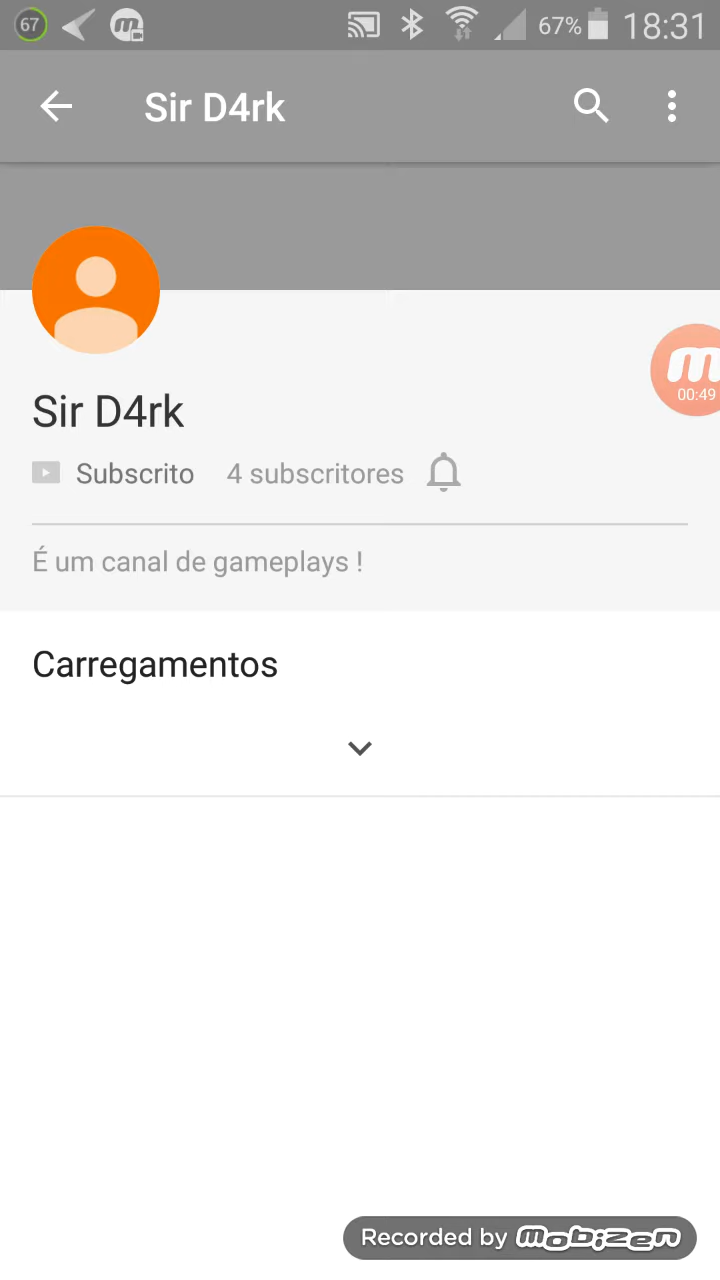 67
67% 18:31
Sir D4rk
00:49
Sir D4rk
Subscrito 4 subscritores
É um canal de gameplays !
Carregamentos
Recorded by mobizen